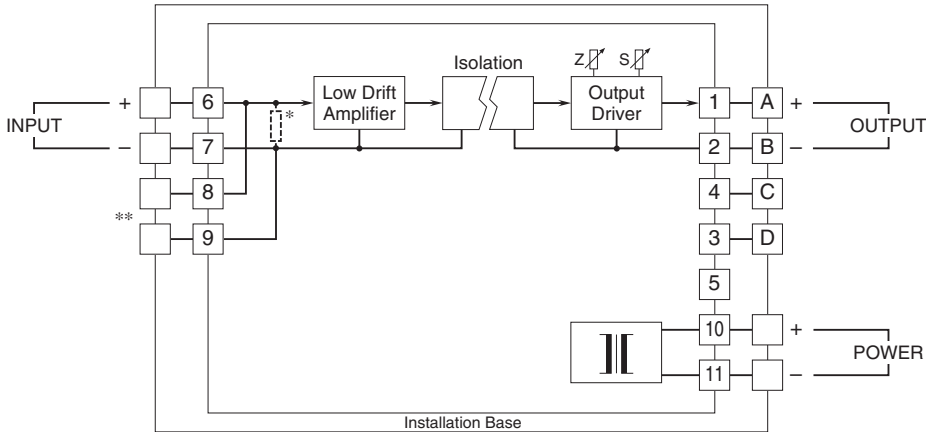 Isolation
Z
S
Low Drift
Amplifier
Output
Driver
*
INPUT
+
−
6
7
8
9
**
1
2
4
3
5
10
11
A
B
C
D
+
−
OUTPUT
+
−
POWER
Installation Base